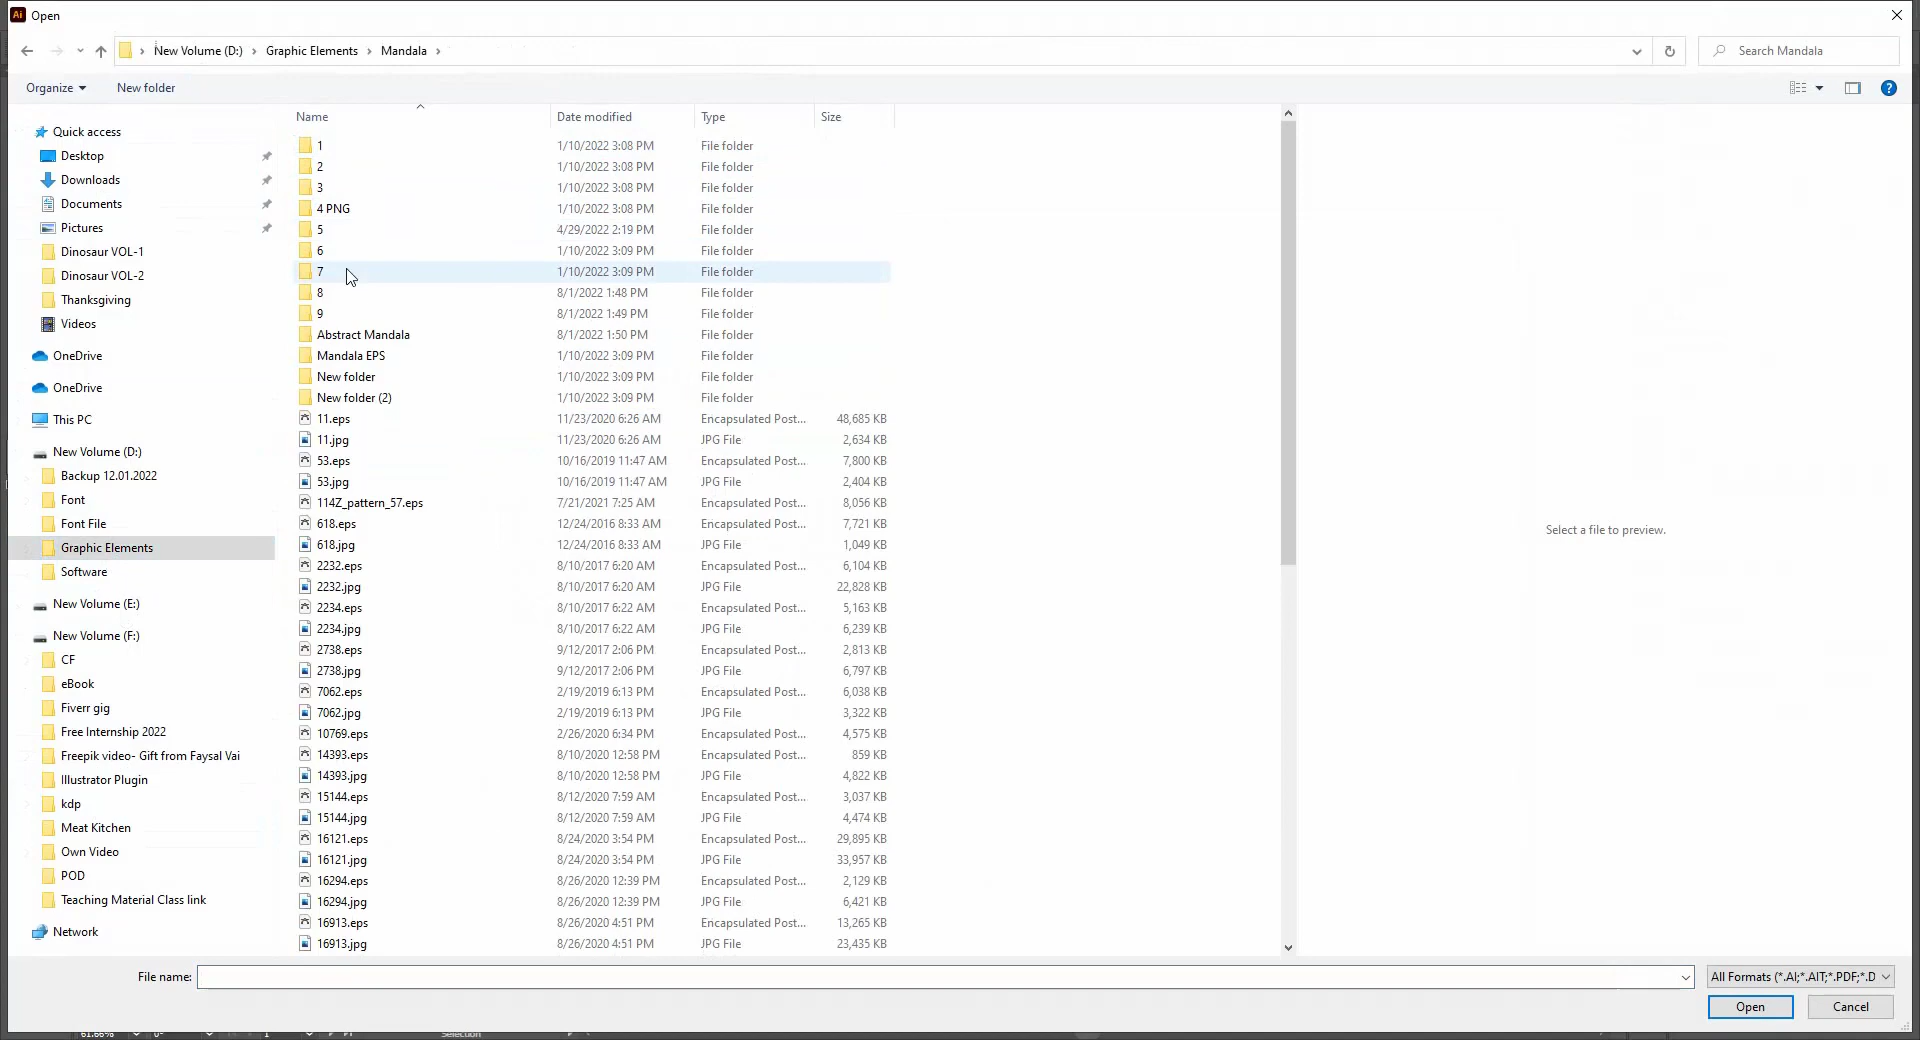 Ai Open
New Volume (D:) Graphic Elements Mandala Search Mandala
Organize New folder
Name Date modified Type Size
Quick access
Desktop
Downloads
Documents
Pictures
Dinosaur VOL-1
Dinosaur VOL-2
Thanksgiving
Videos
OneDrive
OneDrive
This PC
New Volume (D:)
Backup 12.01.2022
Font
Font File
Graphic Elements
Software
New Volume (E:)
New Volume (F:)
CF
eBook
Fiverr gig
Free Internship 2022
Freepik video- Gift from Faysal Vai
Illustrator Plugin
kdp
Meat Kitchen
Own Video
POD
Teaching Material Class link
Network
1 1/10/2022 3:08 PM File folder
2 1/10/2022 3:08 PM File folder
3 1/10/2022 3:08 PM File folder
4 PNG 1/10/2022 3:08 PM File folder
5 4/29/2022 2:19 PM File folder
6 1/10/2022 3:09 PM File folder
7 1/10/2022 3:09 PM File folder
8 8/1/2022 1:48 PM File folder
9 8/1/2022 1:49 PM File folder
Abstract Mandala 8/1/2022 1:50 PM File folder
Mandala EPS 1/10/2022 3:09 PM File folder
New folder 1/10/2022 3:09 PM File folder
New folder (2) 1/10/2022 3:09 PM File folder
11.eps 11/23/2020 6:26 AM Encapsulated Post... 48,685 KB
11.jpg 11/23/2020 6:26 AM JPG File 2,634 KB
53.eps 10/16/2019 11:47 AM Encapsulated Post... 7,800 KB
53.jpg 10/16/2019 11:47 AM JPG File 2,404 KB
114Z_pattern_57.eps 7/21/2021 7:25 AM Encapsulated Post... 8,056 KB
618.eps 12/24/2016 8:33 AM Encapsulated Post... 7,721 KB
618.jpg 12/24/2016 8:33 AM JPG File 1,049 KB
2232.eps 8/10/2017 6:20 AM Encapsulated Post... 6,104 KB
2232.jpg 8/10/2017 6:20 AM JPG File 22,828 KB
2234.eps 8/10/2017 6:22 AM Encapsulated Post... 5,163 KB
2234.jpg 8/10/2017 6:22 AM JPG File 6,239 KB
2738.eps 9/12/2017 2:06 PM Encapsulated Post... 2,813 KB
2738.jpg 9/12/2017 2:06 PM JPG File 6,797 KB
7062.eps 2/19/2019 6:13 PM Encapsulated Post... 6,038 KB
7062.jpg 2/19/2019 6:13 PM JPG File 3,322 KB
10769.eps 2/26/2020 6:34 PM Encapsulated Post... 4,575 KB
14393.eps 8/10/2020 12:58 PM Encapsulated Post... 859 KB
14393.jpg 8/10/2020 12:58 PM JPG File 4,822 KB
15144.eps 8/12/2020 7:59 AM Encapsulated Post... 3,037 KB
15144.jpg 8/12/2020 7:59 AM JPG File 4,474 KB
16121.eps 8/24/2020 3:54 PM Encapsulated Post... 29,895 KB
16121.jpg 8/24/2020 3:54 PM JPG File 33,957 KB
16294.eps 8/26/2020 12:39 PM Encapsulated Post... 2,129 KB
16294.jpg 8/26/2020 12:39 PM JPG File 6,421 KB
16913.eps 8/26/2020 4:51 PM Encapsulated Post... 13,265 KB
16913.jpg 8/26/2020 4:51 PM JPG File 23,435 KB
Select a file to preview.
File name: All Formats (*.AI;*.AIT;*.PDF;*.D
Open Cancel
61.66% 0° 1 Selection